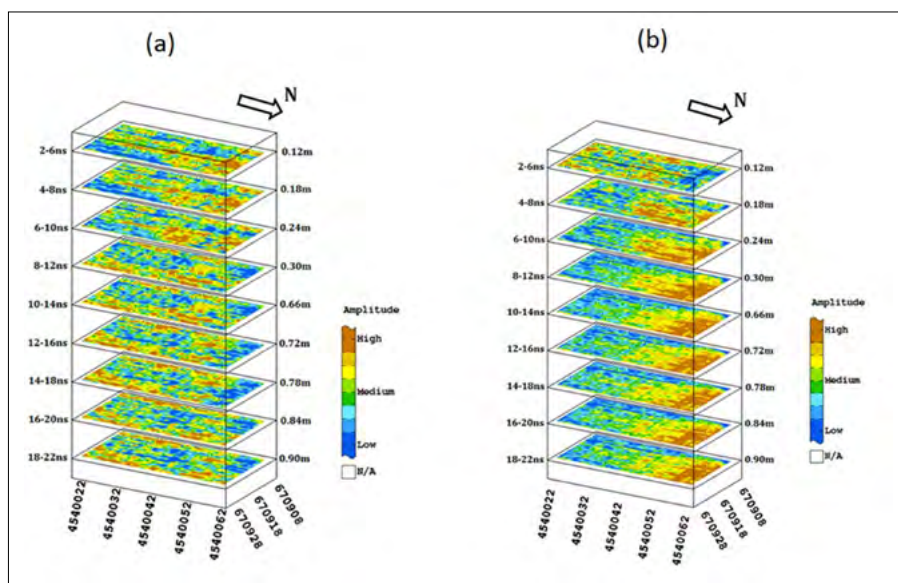 (a)
N
2-6ns
0.12m
4-8ns
0.18m
6-10ns
0.24m
8-12ns
0.30m
10-14ns
0.66m
12-16ns
0.72m
14-18ns
0.78m
16-20ns
0.84m
18-22ns
0.90m
4540022
4540032
4540042
4540052
4540062
670928
670918
670908
Amplitude
High
Medium
Low
N/A
(b)
N
2-6ns
0.12m
4-8ns
0.18m
6-10ns
0.24m
8-12ns
0.30m
10-14ns
0.66m
12-16ns
0.72m
14-18ns
0.78m
16-20ns
0.84m
18-22ns
0.90m
4540022
4540032
4540042
4540052
4540062
670928
670918
670908
Amplitude
High
Medium
Low
N/A